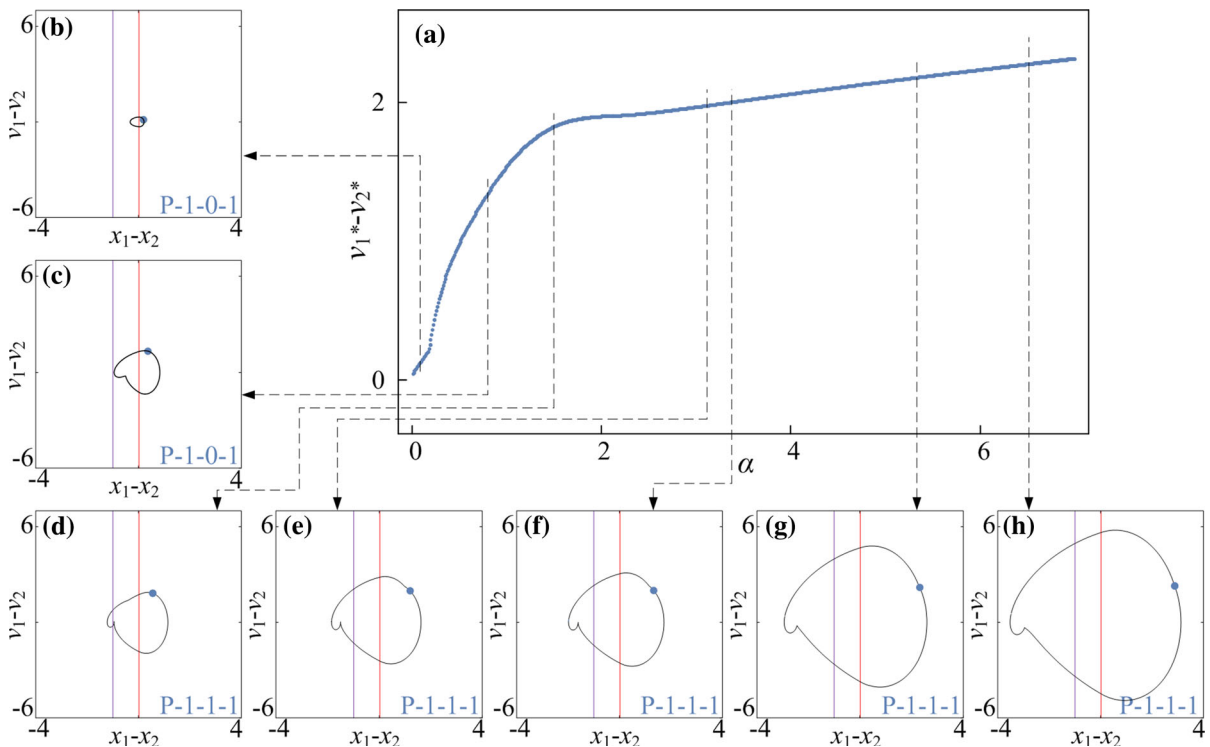 (b)
6
v1-v2
-6
P-1-0-1
-4
x1-x2
4
(a)
2
v1*-v2*
0
0
2
4
6
α
(c)
6
v1-v2
-6
P-1-0-1
-4
x1-x2
4
(d)
6
v1-v2
-6
P-1-1-1
-4
x1-x2
4
(e)
6
v1-v2
-6
P-1-1-1
-4
x1-x2
4
(f)
6
v1-v2
-6
P-1-1-1
-4
x1-x2
4
(g)
6
v1-v2
-6
P-1-1-1
-4
x1-x2
4
(h)
6
v1-v2
-6
P-1-1-1
-4
x1-x2
4